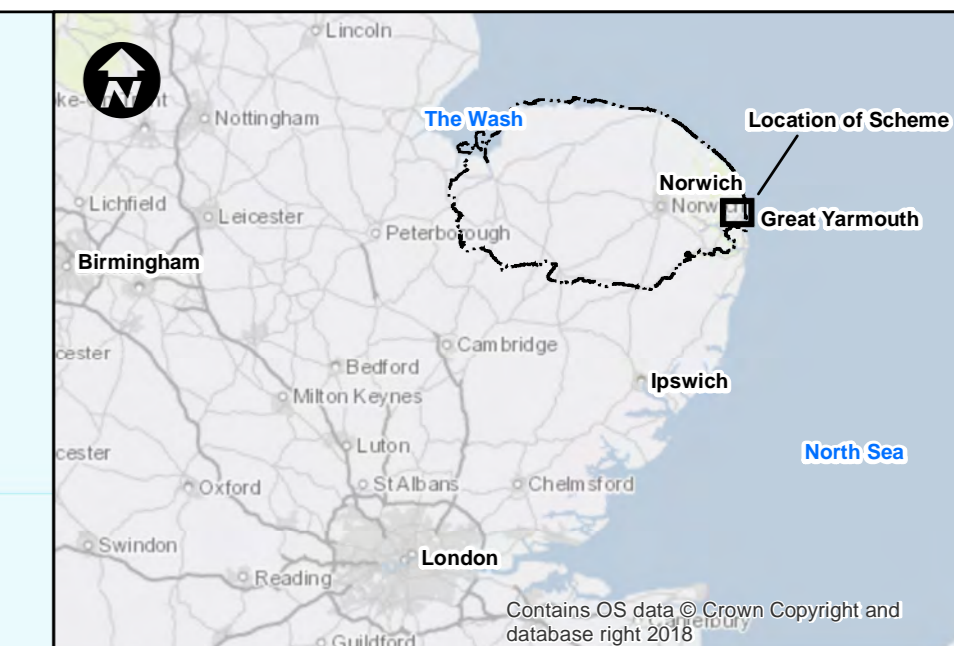 Lincoln
N
Nottingham
The Wash
Location of Scheme
Norwich
Lichfield
Leicester
Peterborough
Great Yarmouth
Birmingham
Cambridge
Bedford
Ipswich
Milton Keynes
Luton
North Sea
Oxford
St Albans
Chelmsford
Swindon
London
Reading
Contains OS data © Crown Copyright and
database right 2018
Canterbury
Guildford